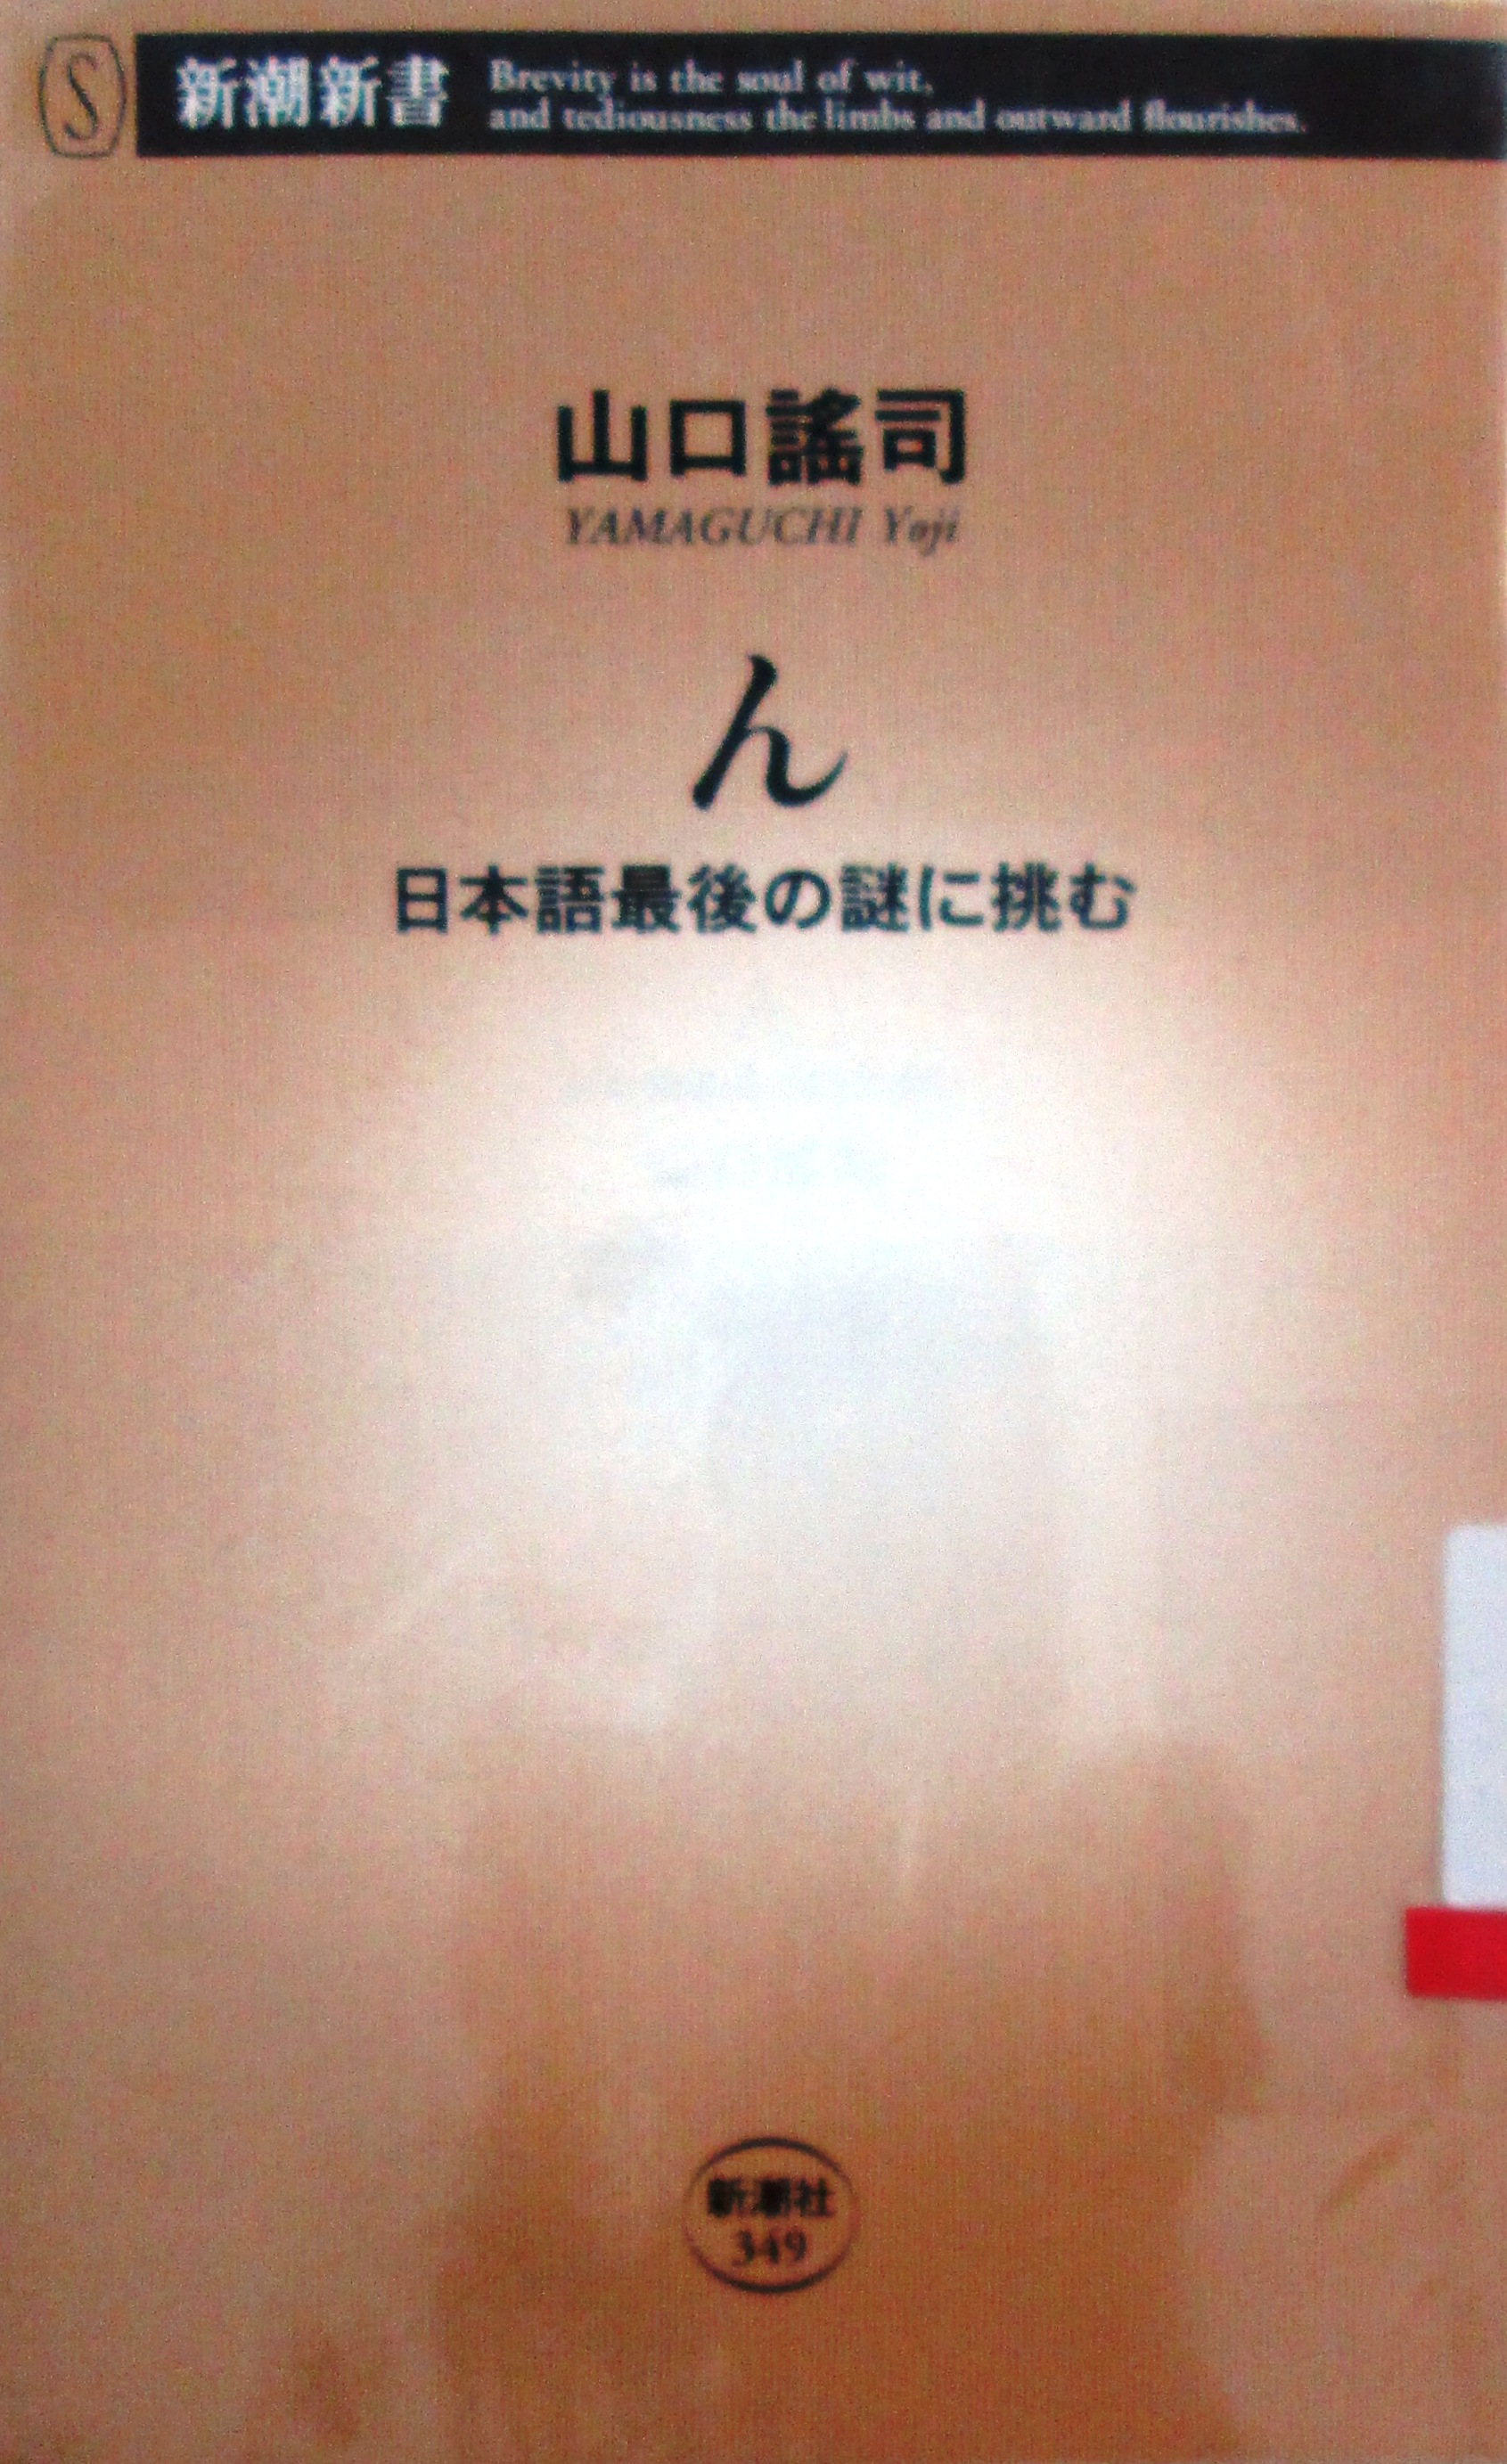 S
新潮新書
Brevity is the soul of wit,
and tediousness the limbs and outward flourishes.
山口謠司
YAMAGUCHI Yoji
ん
日本語最後の謎に挑む
新潮社
349